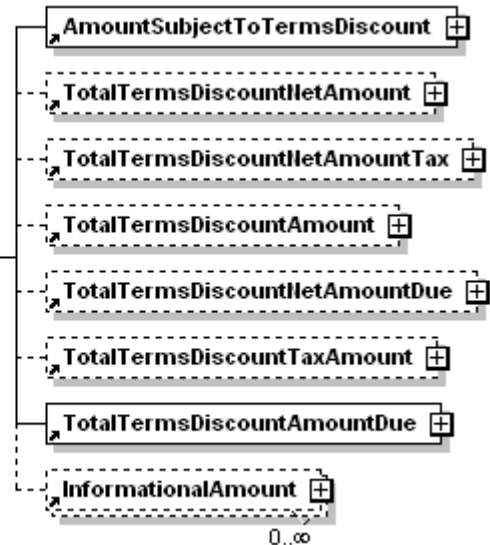 AmountSubjectToTermsDiscount
TotalTermsDiscountNetAmount
TotalTermsDiscountNetAmountTax
TotalTermsDiscountAmount
TotalTermsDiscountNetAmountDue
TotalTermsDiscountTaxAmount
TotalTermsDiscountAmountDue
InformationalAmount
0..∞